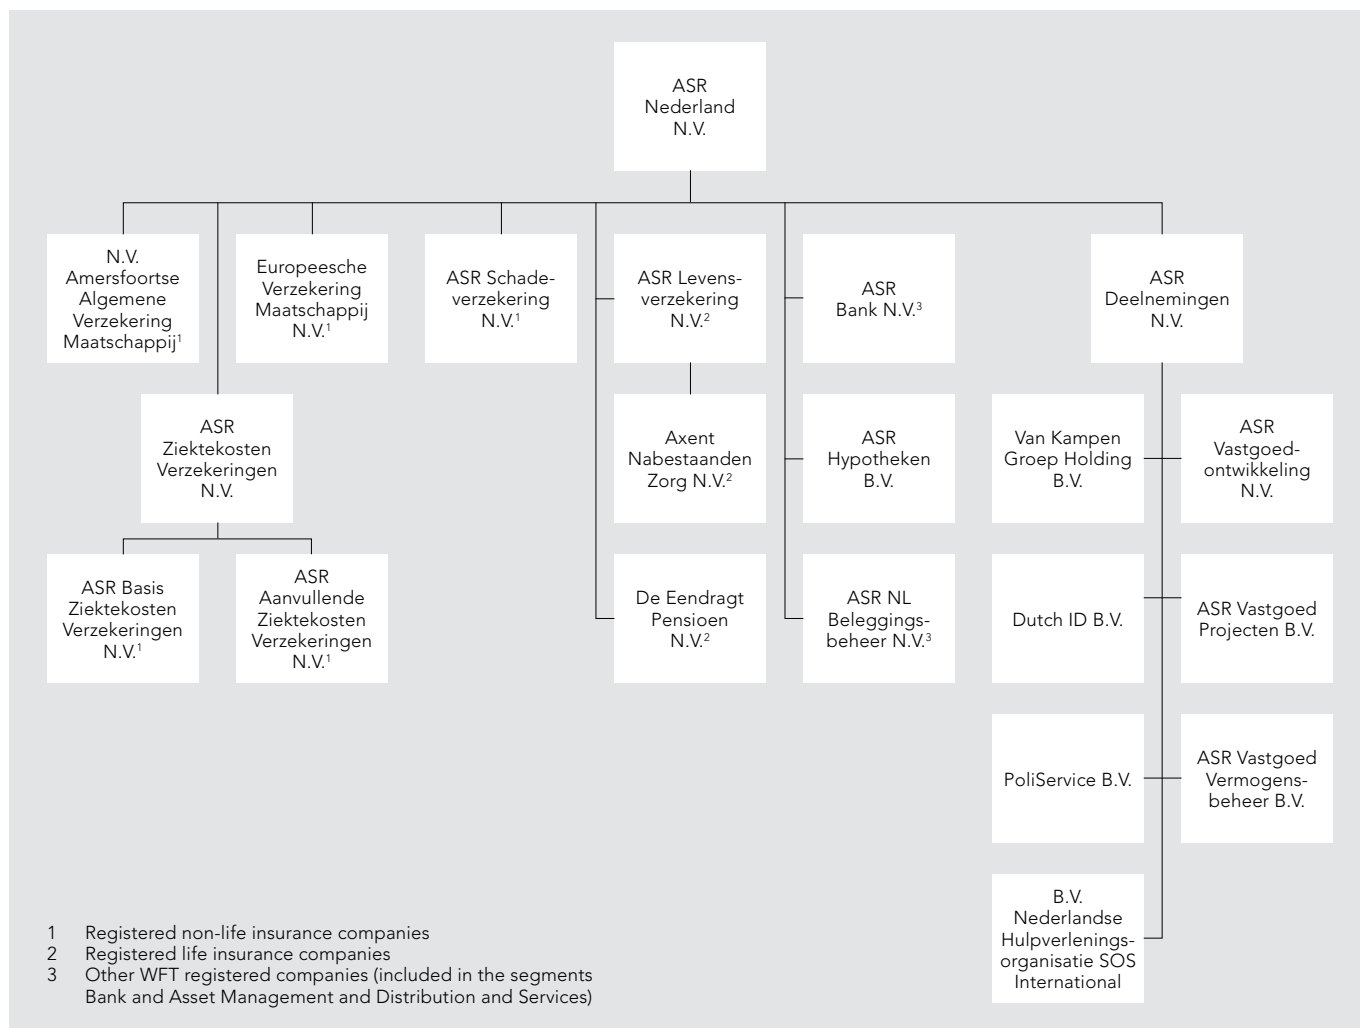 ASR
Nederland
N.V.
N.V.
Amersfoortse
Algemene
Verzekering
Maatschappij¹
Europeesche
Verzekering
Maatschappij
N.V.¹
ASR Schade-
verzekering
N.V.¹
ASR Levens-
verzekering
N.V.²
ASR
Bank N.V.³
ASR
Deelnemingen
N.V.
ASR
Ziektekosten
Verzekeringen
N.V.
Axent
Nabestaanden
Zorg N.V.²
ASR
Hypotheken
B.V.
Van Kampen
Groep Holding
B.V.
ASR
Vastgoed-
ontwikkeling
N.V.
ASR Basis
Ziektekosten
Verzekeringen
N.V.¹
ASR
Aanvullende
Ziektekosten
Verzekeringen
N.V.¹
De Eendragt
Pensioen
N.V.²
ASR NL
Beleggings-
beheer N.V.³
Dutch ID B.V.
ASR Vastgoed
Projecten B.V.
PoliService B.V.
ASR Vastgoed
Vermogens-
beheer B.V.
B.V.
Nederlandse
Hulpverlenings-
organisatie SOS
International
1 Registered non-life insurance companies
2 Registered life insurance companies
3 Other WFT registered companies (included in the segments
Bank and Asset Management and Distribution and Services)